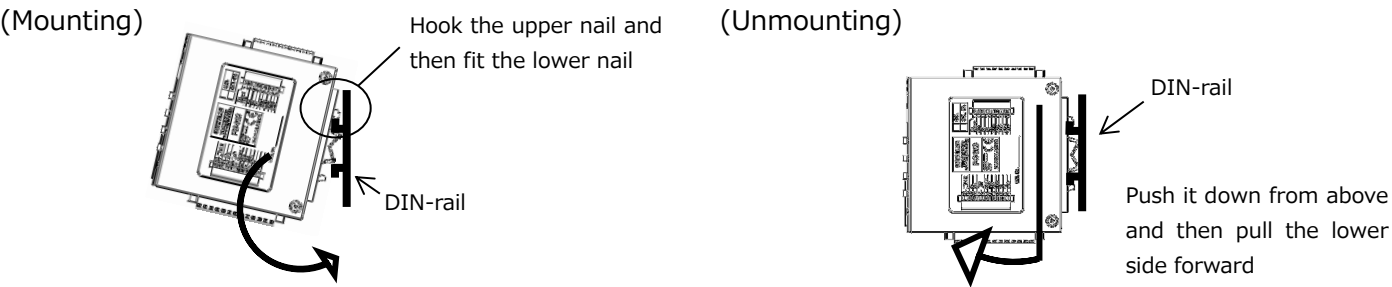 (Mounting)
Hook the upper nail and
then fit the lower nail
DIN-rail
(Unmounting)
DIN-rail
Push it down from above
and then pull the lower
side forward